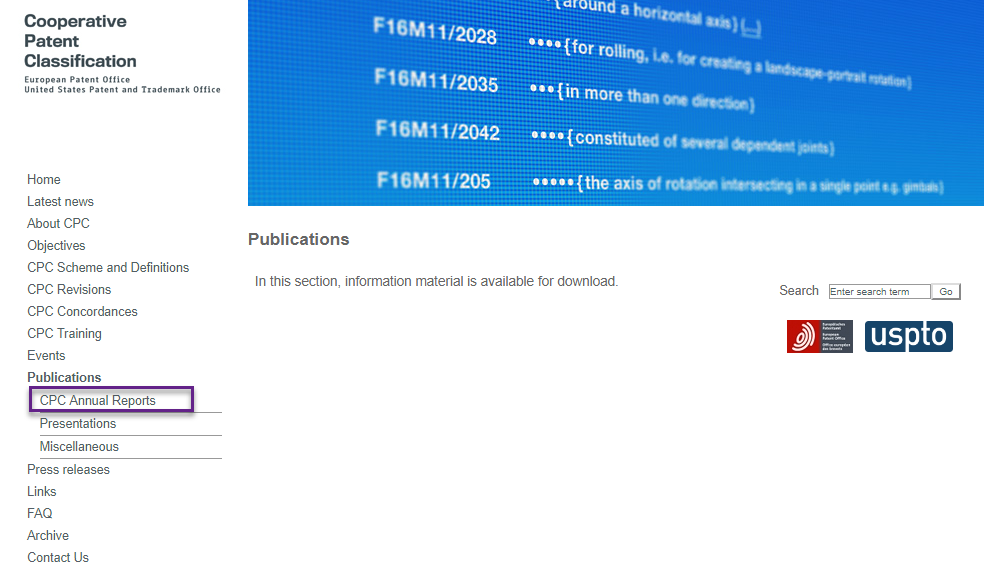 Cooperative
Patent
Classification
European Patent Office
United States Patent and Trademark Office
{around a horizontal axis} {...}
F16M11/2028 ••••{for rolling, i.e. for creating a landscape-portrait rotation}
F16M11/2035 •••{in more than one direction}
F16M11/2042 ••••{constituted of several dependent joints}
F16M11/205 •••••{the axis of rotation intersecting in a single point e.g. gimbals}
Home
Latest news
About CPC
Objectives
CPC Scheme and Definitions
CPC Revisions
CPC Concordances
CPC Training
Events
Publications
CPC Annual Reports
Presentations
Miscellaneous
Press releases
Links
FAQ
Archive
Contact Us
Publications
In this section, information material is available for download.
Search Enter search term Go
Europäisches
Patentamt
European
Patent Office
Office européen
des brevets
uspto